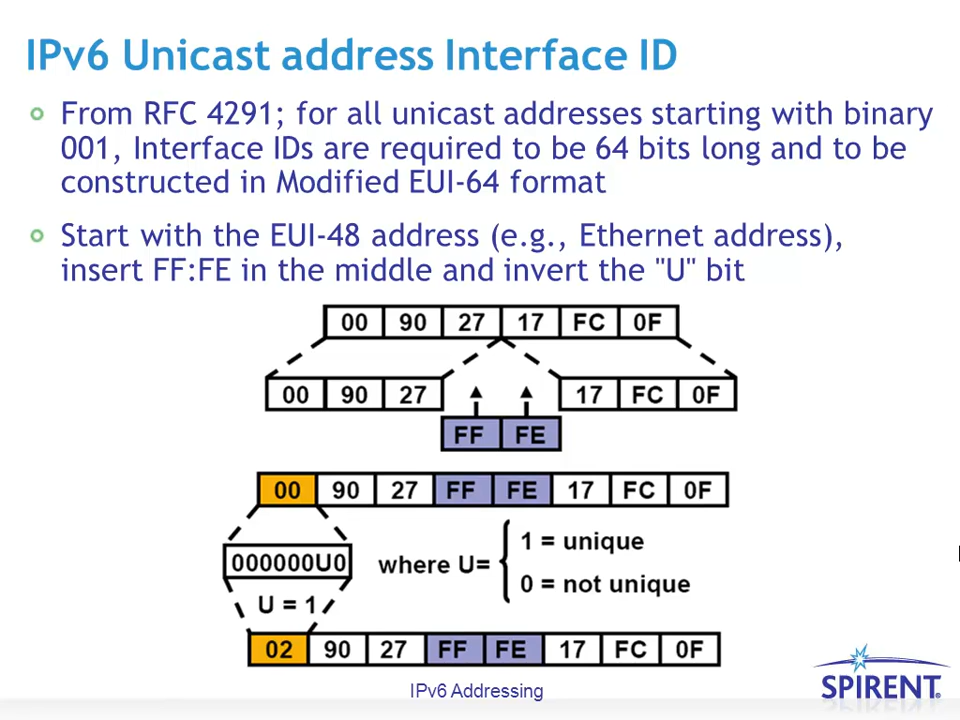 IPv6 Unicast address Interface ID
From RFC 4291; for all unicast addresses starting with binary
001, Interface IDs are required to be 64 bits long and to be
constructed in Modified EUI-64 format
Start with the EUI-48 address (e.g., Ethernet address),
insert FF:FE in the middle and invert the "U" bit
00 90 27 17 FC 0F
00 90 27 17 FC 0F
FF FE
00 90 27 FF FE 17 FC 0F
1 = unique
000000U0 where U=
0 = not unique
U = 1
02 90 27 FF FE 17 FC 0F
IPv6 Addressing
SPIRENT